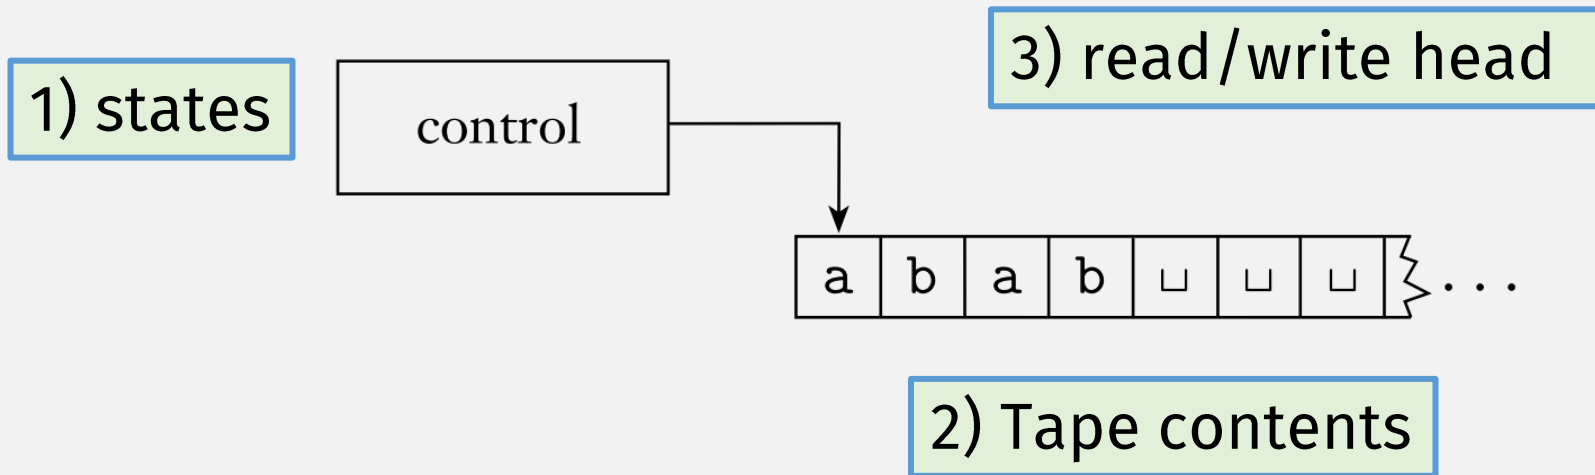 3) read/write head
1) states
control
a b a b ␣ ␣ ␣ ...
2) Tape contents